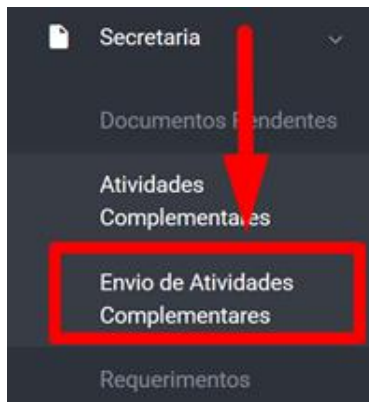 Secretaria
Documentos Pendentes
Atividades
Complementares
Envio de Atividades
Complementares
Requerimentos